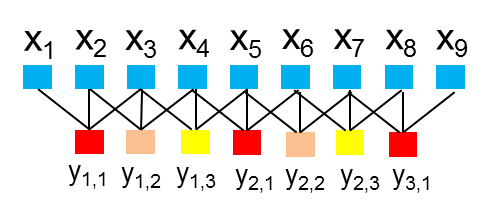 x₁ x₂ x₃ x₄ x₅ x₆ x₇ x₈ x₉
y₁,₁ y₁,₂ y₁,₃ y₂,₁ y₂,₂ y₂,₃ y₃,₁